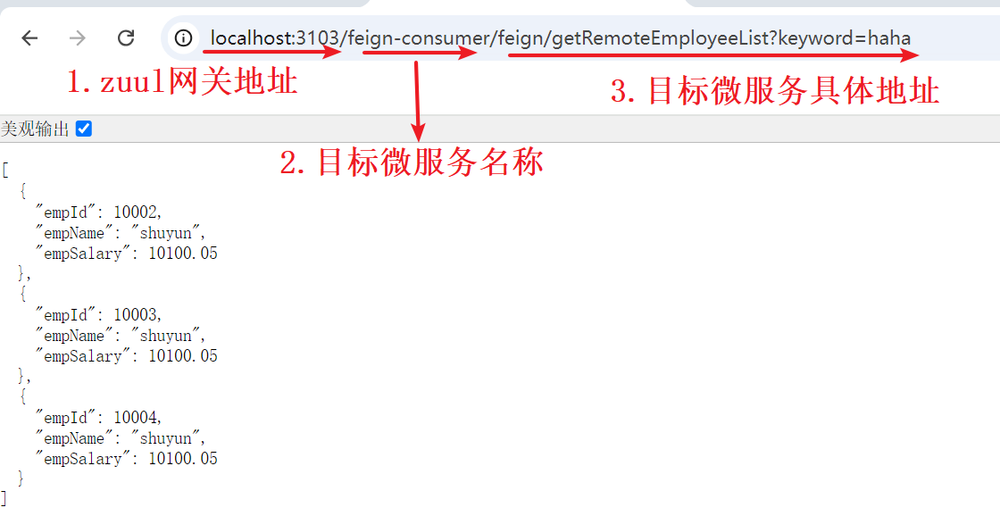 localhost:3103/feign-consumer/feign/getRemoteEmployeeList?keyword=haha
1.zuul网关地址
3.目标微服务具体地址
美观输出
2.目标微服务名称
[
{
"empId": 10002,
"empName": "shuyun",
"empSalary": 10100.05
},
{
"empId": 10003,
"empName": "shuyun",
"empSalary": 10100.05
},
{
"empId": 10004,
"empName": "shuyun",
"empSalary": 10100.05
}
]